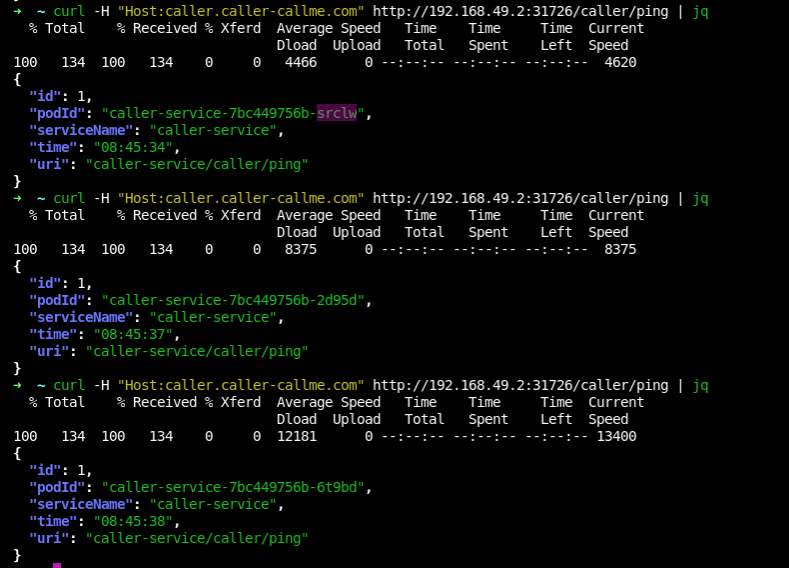 ➜  ~ curl -H "Host:caller.caller-callme.com" http://192.168.49.2:31726/caller/ping | jq
  % Total    % Received % Xferd  Average Speed   Time    Time     Time  Current
                                 Dload  Upload   Total   Spent    Left  Speed
100   134  100   134    0     0   4466      0 --:--:-- --:--:-- --:--:--  4620
{
  "id": 1,
  "podId": "caller-service-7bc449756b-srclw",
  "serviceName": "caller-service",
  "time": "08:45:34",
  "uri": "caller-service/caller/ping"
}
➜  ~ curl -H "Host:caller.caller-callme.com" http://192.168.49.2:31726/caller/ping | jq
  % Total    % Received % Xferd  Average Speed   Time    Time     Time  Current
                                 Dload  Upload   Total   Spent    Left  Speed
100   134  100   134    0     0   8375      0 --:--:-- --:--:-- --:--:--  8375
{
  "id": 1,
  "podId": "caller-service-7bc449756b-2d95d",
  "serviceName": "caller-service",
  "time": "08:45:37",
  "uri": "caller-service/caller/ping"
}
➜  ~ curl -H "Host:caller.caller-callme.com" http://192.168.49.2:31726/caller/ping | jq
  % Total    % Received % Xferd  Average Speed   Time    Time     Time  Current
                                 Dload  Upload   Total   Spent    Left  Speed
100   134  100   134    0     0  12181      0 --:--:-- --:--:-- --:--:-- 13400
{
  "id": 1,
  "podId": "caller-service-7bc449756b-6t9bd",
  "serviceName": "caller-service",
  "time": "08:45:38",
  "uri": "caller-service/caller/ping"
}